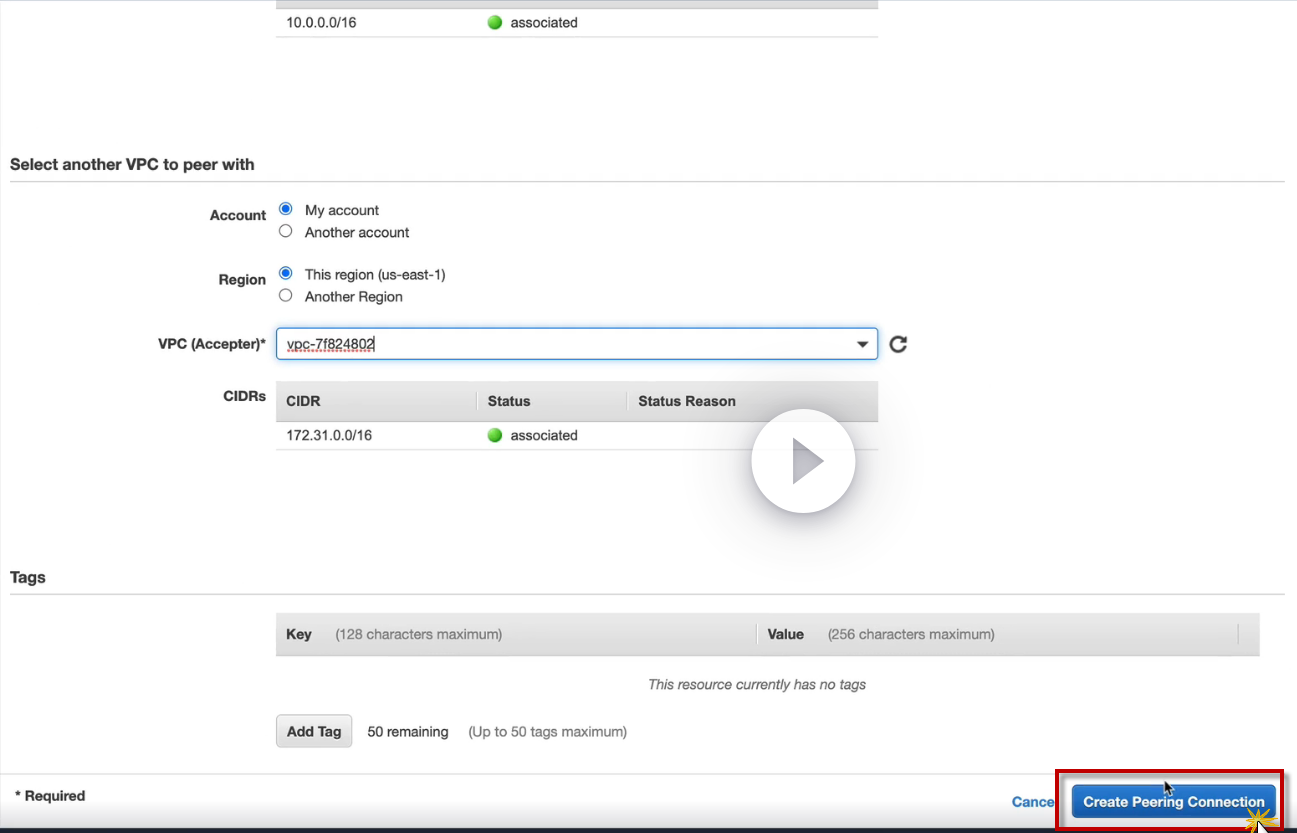 10.0.0.0/16 associated
Select another VPC to peer with
Account My account
Another account
Region This region (us-east-1)
Another Region
VPC (Accepter)* vpc-7f824802
CIDRs CIDR Status Status Reason
172.31.0.0/16 associated
Tags
Key (128 characters maximum) Value (256 characters maximum)
This resource currently has no tags
Add Tag 50 remaining (Up to 50 tags maximum)
* Required Cance Create Peering Connection